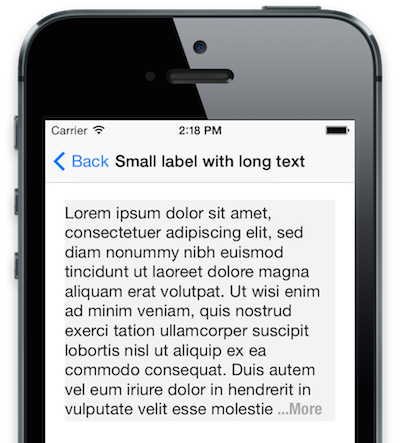 Carrier 2:18 PM
Back Small label with long text
Lorem ipsum dolor sit amet,
consectetuer adipiscing elit, sed
diam nonummy nibh euismod
tincidunt ut laoreet dolore magna
aliquam erat volutpat. Ut wisi enim
ad minim veniam, quis nostrud
exerci tation ullamcorper suscipit
lobortis nisl ut aliquip ex ea
commodo consequat. Duis autem
vel eum iriure dolor in hendrerit in
vulputate velit esse molestie ...More